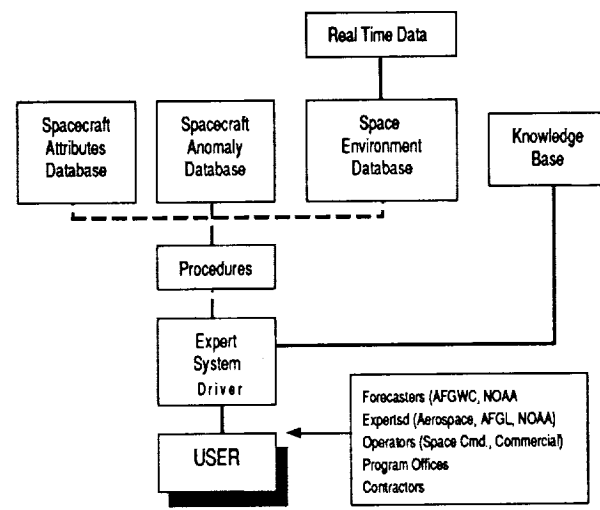 Real Time Data
Spacecraft
Attributes
Database
Spacecraft
Anomaly
Database
Space
Environment
Database
Knowledge
Base
Procedures
Expert
System
Driver
USER
Forecasters (AFGWC, NOAA
Expertsd (Aerospace, AFGL, NOAA)
Operators (Space Cmd., Commercial)
Program Offices
Contractors